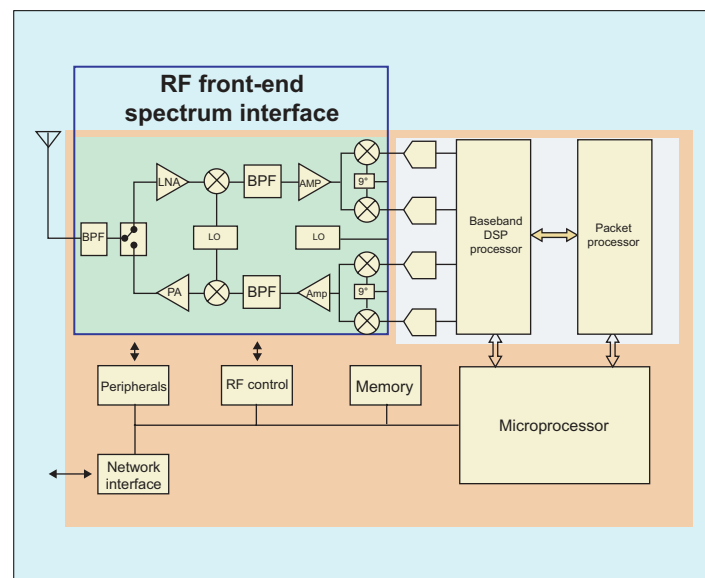 RF front-end
spectrum interface
LNA
BPF
AMP
9°
BPF
LO
LO
Baseband
DSP
processor
Packet
processor
PA
BPF
Amp
9°
Peripherals
RF control
Memory
Microprocessor
Network
interface